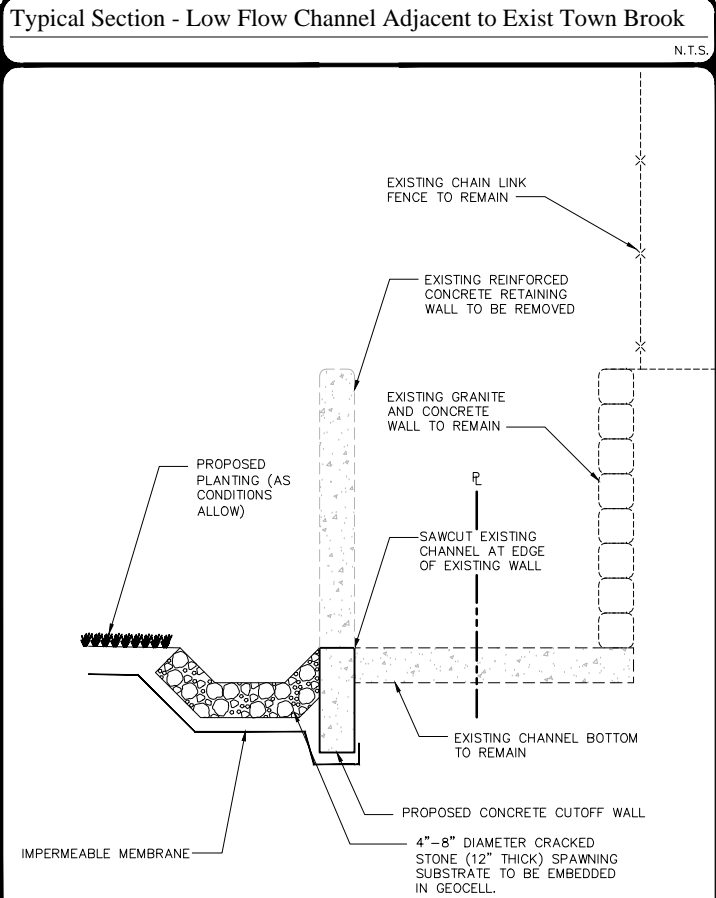 Typical Section - Low Flow Channel Adjacent to Exist Town Brook
N.T.S.
EXISTING CHAIN LINK
FENCE TO REMAIN
EXISTING REINFORCED
CONCRETE RETAINING
WALL TO BE REMOVED
EXISTING GRANITE
AND CONCRETE
WALL TO REMAIN
PROPOSED
PLANTING (AS
CONDITIONS
ALLOW)
PL
SAWCUT EXISTING
CHANNEL AT EDGE
OF EXISTING WALL
EXISTING CHANNEL BOTTOM
TO REMAIN
PROPOSED CONCRETE CUTOFF WALL
IMPERMEABLE MEMBRANE
4"-8" DIAMETER CRACKED
STONE (12" THICK) SPAWNING
SUBSTRATE TO BE EMBEDDED
IN GEOCELL.